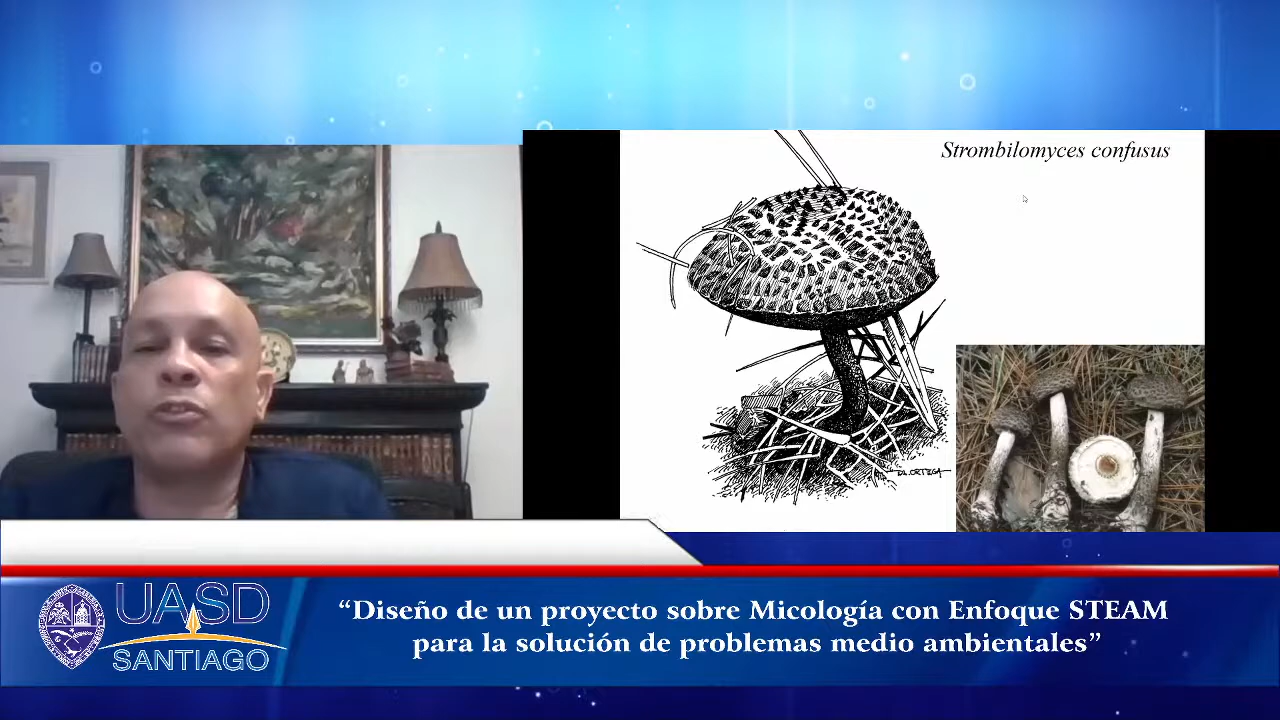 Strombilomyces confusus
UASD
SANTIAGO
“Diseño de un proyecto sobre Micología con Enfoque STEAM
para la solución de problemas medio ambientales”